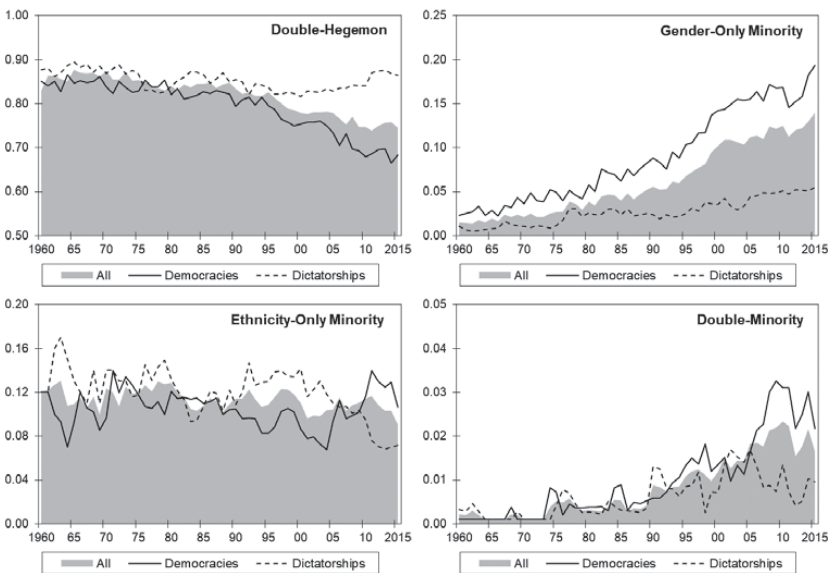 Double-Hegemon
1.00
0.90
0.80
0.70
0.60
0.50
1960 65 70 75 80 85 90 95 00 05 10 2015
All Democracies Dictatorships
Gender-Only Minority
0.25
0.20
0.15
0.10
0.05
0.00
1960 65 70 75 80 85 90 95 00 05 10 2015
All Democracies Dictatorships
Ethnicity-Only Minority
0.20
0.16
0.12
0.08
0.04
0.00
1960 65 70 75 80 85 90 95 00 05 10 2015
All Democracies Dictatorships
Double-Minority
0.05
0.04
0.03
0.02
0.01
0.00
1960 65 70 75 80 85 90 95 00 05 10 2015
All Democracies Dictatorships